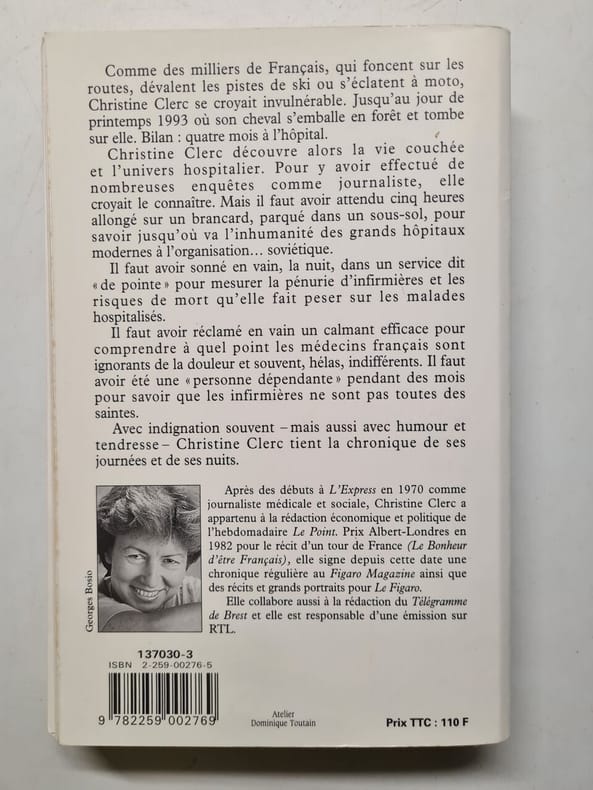 Comme des milliers de Français, qui foncent sur les
routes, dévalent les pistes de ski ou s'éclatent à moto,
Christine Clerc se croyait invulnérable. Jusqu'au jour de
printemps 1993 où son cheval s'emballe en forêt et tombe
sur elle. Bilan : quatre mois à l'hôpital.
Christine Clerc découvre alors la vie couchée
et l'univers hospitalier. Pour y avoir effectué de
nombreuses enquêtes comme journaliste, elle
croyait le connaître. Mais il faut avoir attendu cinq heures
allongé sur un brancard, parqué dans un sous-sol, pour
savoir jusqu'où va l'inhumanité des grands hôpitaux
modernes à l'organisation... soviétique.
Il faut avoir sonné en vain, la nuit, dans un service dit
« de pointe » pour mesurer la pénurie d'infirmières et les
risques de mort qu'elle fait peser sur les malades
hospitalisés.
Il faut avoir réclamé en vain un calmant efficace pour
comprendre à quel point les médecins français sont
ignorants de la douleur et souvent, hélas, indifférents. Il faut
avoir été une « personne dépendante » pendant des mois
pour savoir que les infirmières ne sont pas toutes des
saintes.
Avec indignation souvent – mais aussi avec humour et
tendresse – Christine Clerc tient la chronique de ses
journées et de ses nuits.
Georges Bosio
Après des débuts à L'Express en 1970 comme
journaliste médicale et sociale, Christine Clerc a
appartenu à la rédaction économique et politique de
l'hebdomadaire Le Point. Prix Albert-Londres en
1982 pour le récit d'un tour de France (Le Bonheur
d'être Français), elle signe depuis cette date une
chronique régulière au Figaro Magazine ainsi que
des récits et grands portraits pour Le Figaro.
Elle collabore aussi à la rédaction du Télégramme
de Brest et elle est responsable d'une émission sur
RTL.
137030-3
ISBN 2-259-00276-5
9 782259 002769
Atelier
Dominique Toutain
Prix TTC : 110 F